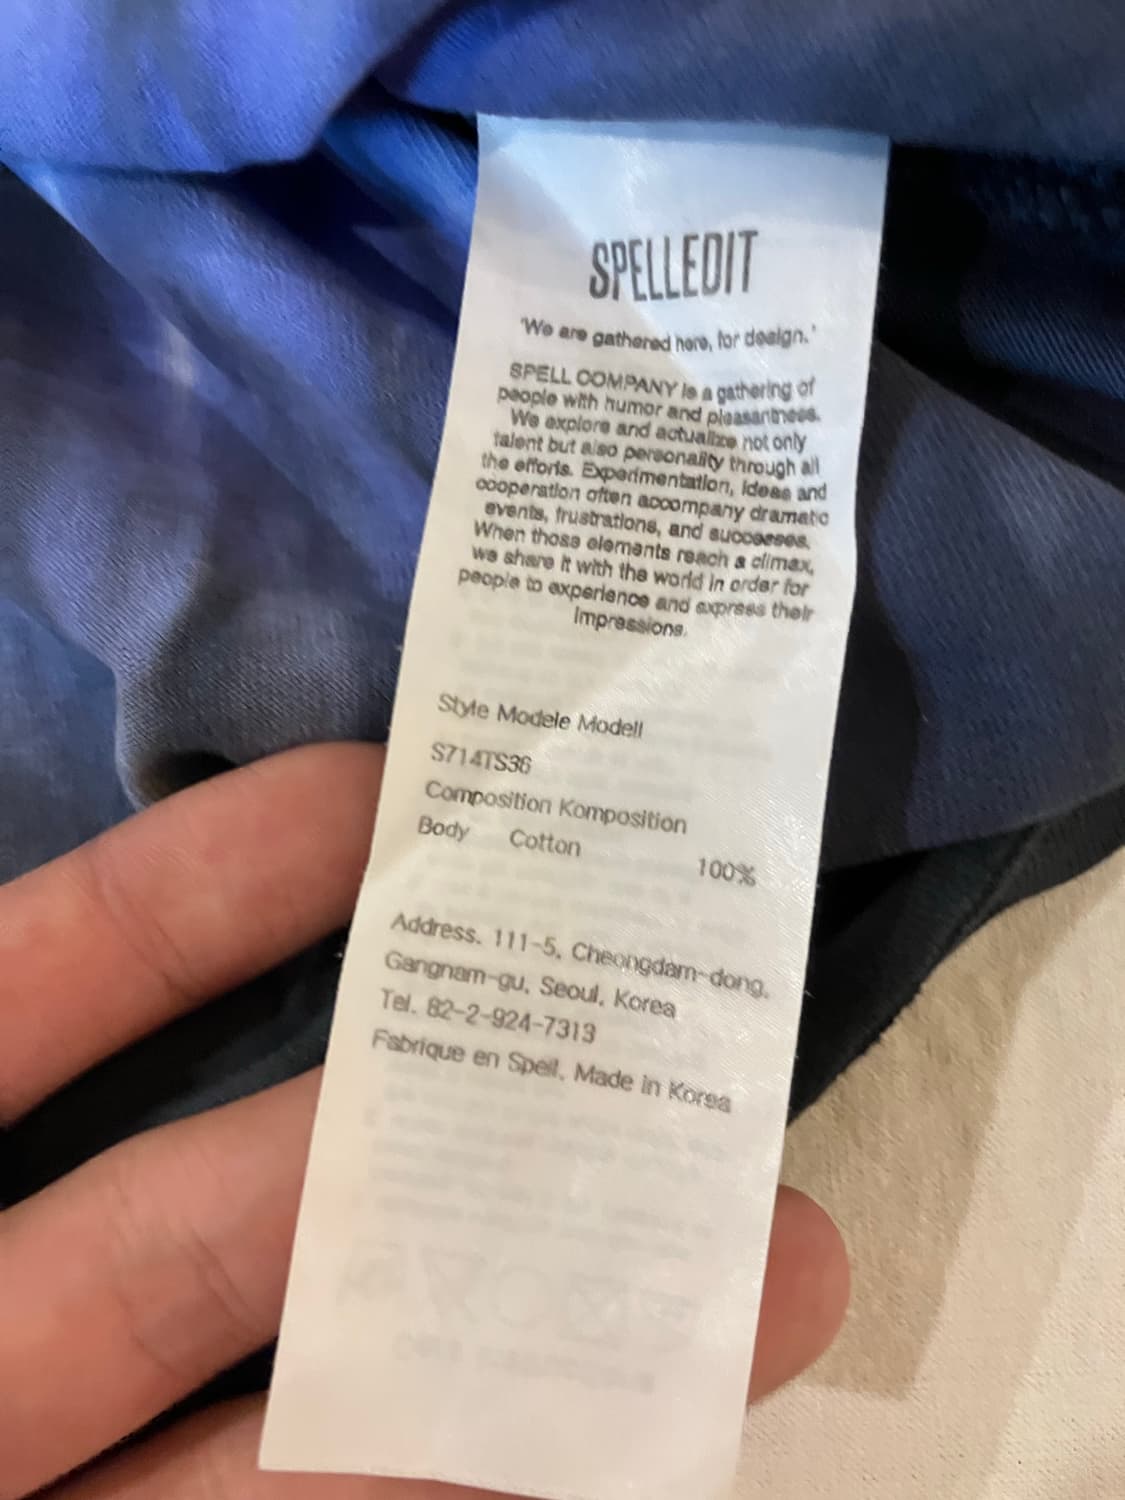 SPELLEDIT
'We are gathered here, for design.'
SPELL COMPANY is a gathering of
people with humor and pleasantness.
We explore and actualize not only
talent but also personality through all
the efforts. Experimentation, ideas and
cooperation often accompany dramatic
events, frustrations, and successes.
When those elements reach a climax,
we share it with the world in order for
people to experience and express their
impressions.
Style Modele Modell
S714TS36
Composition Komposition
Body Cotton 100%
Address. 111-5, Cheongdam-dong,
Gangnam-gu, Seoul, Korea
Tel. 82-2-924-7313
Fabrique en Spell, Made in Korea